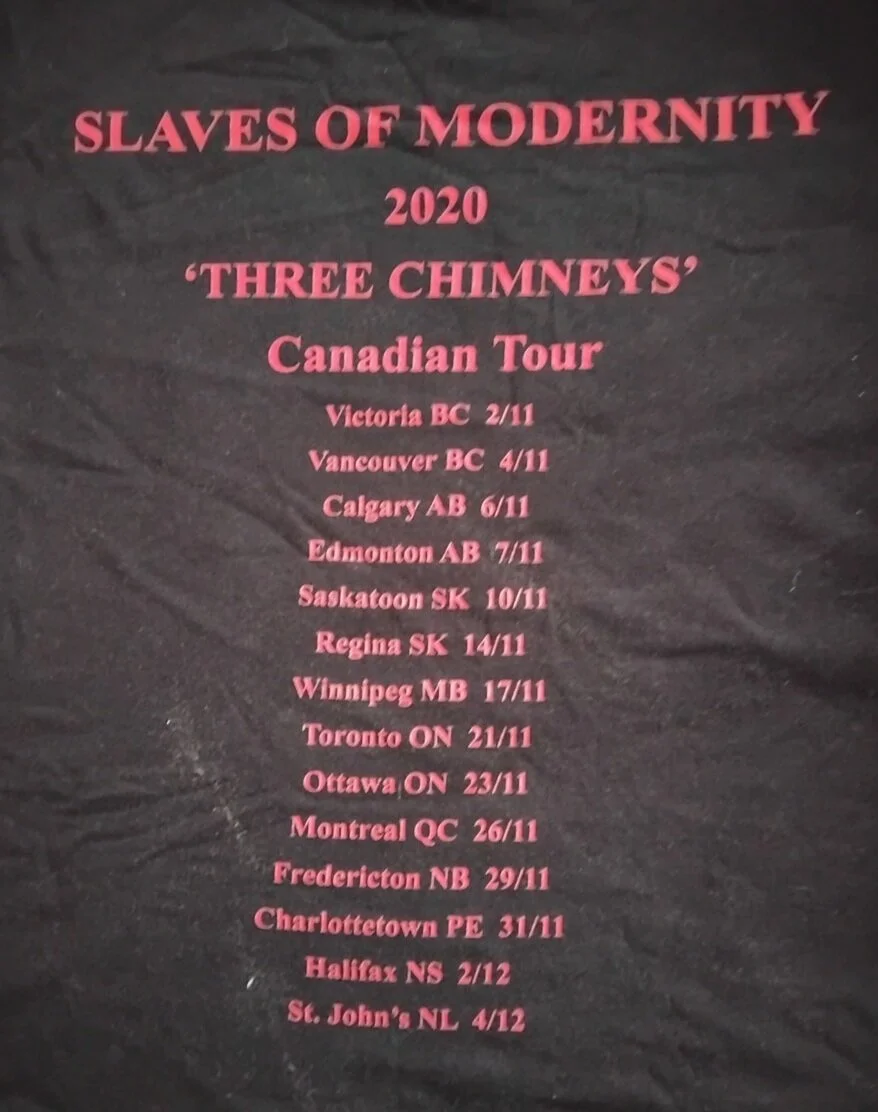 SLAVES OF MODERNITY
2020
‘THREE CHIMNEYS’
Canadian Tour
Victoria BC 2/11
Vancouver BC 4/11
Calgary AB 6/11
Edmonton AB 7/11
Saskatoon SK 10/11
Regina SK 14/11
Winnipeg MB 17/11
Toronto ON 21/11
Ottawa ON 23/11
Montreal QC 26/11
Fredericton NB 29/11
Charlottetown PE 31/11
Halifax NS 2/12
St. John’s NL 4/12